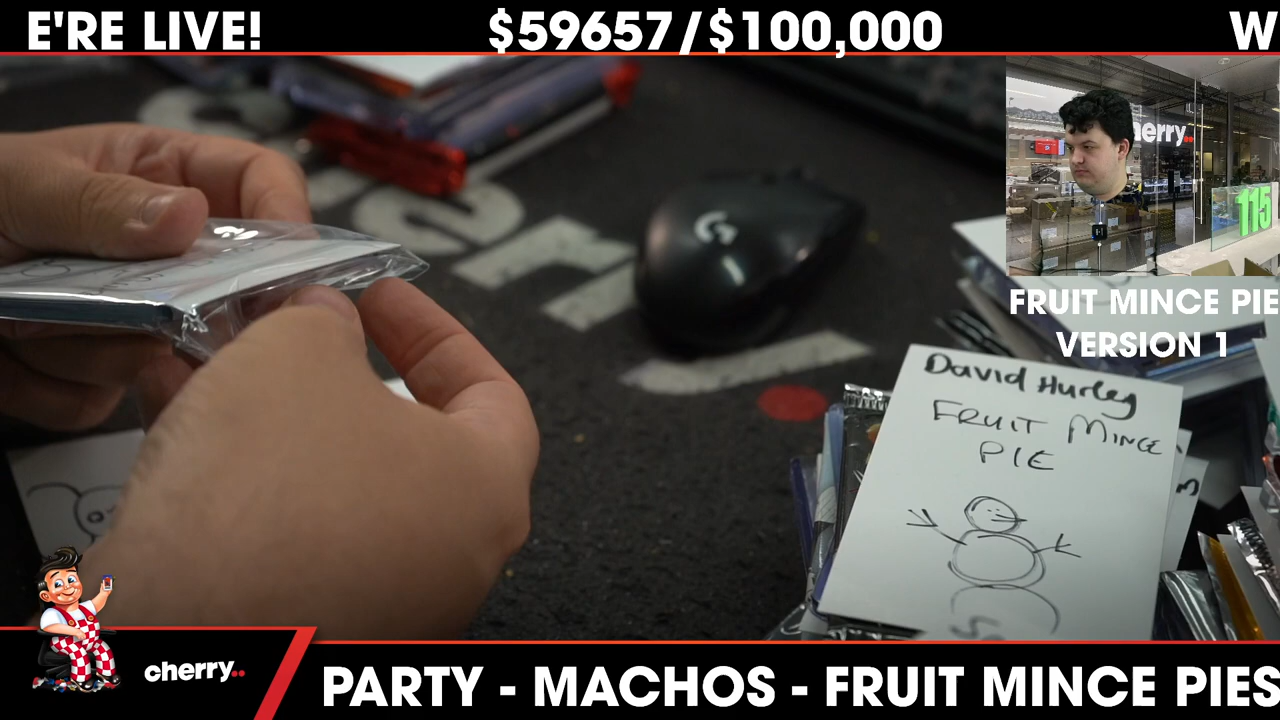 E'RE LIVE!
$59657/$100,000
W
cherry..
115
FRUIT MINCE PIE
VERSION 1
David Hurley
FRUIT MINCE
PIE
cherry..
PARTY - MACHOS - FRUIT MINCE PIES